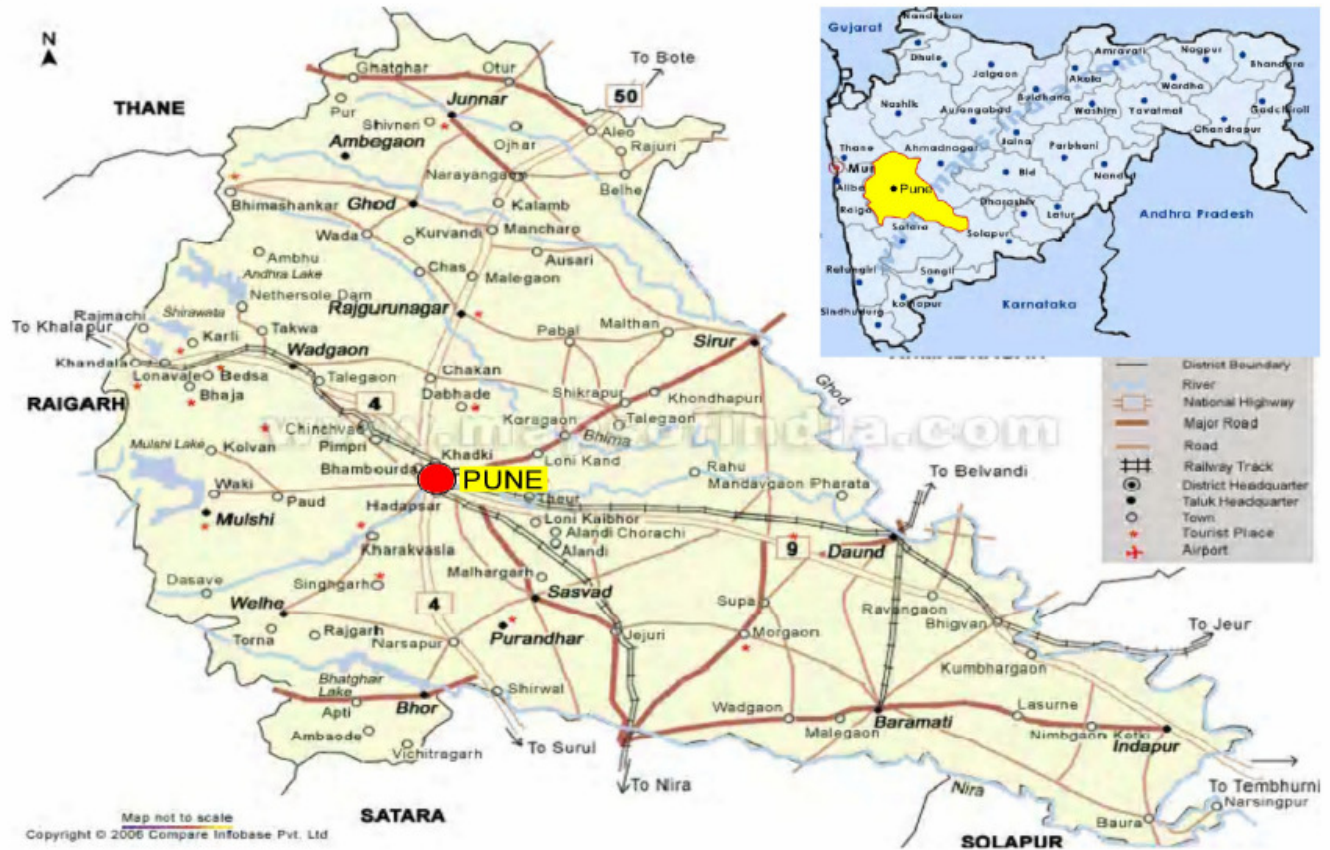 N
THANE
Ghatghar
Otur
To Bote
50
Pur
Junnar
Shivneri
Ambegaon
Ojhar
Aleo
Rajuri
Narayangaon
Belhe
Bhimashankar
Ghod
Kalamb
Wada
Kurvandi
Mancharo
Ambhu
Ausari
Andhra Lake
Chas
Malegaon
Nethersole Dam
Rajgurunagar
Shirawata
Rajmachi
To Khalapur
Karli
Takwa
Pabal
Malthan
Sirur
Khandala
Wadgaon
Lonavale
Bedsa
Talegaon
Chakan
Bhaja
Dabhade
Shikrapur
Khondhapuri
Ghod
RAIGARH
4
Koragaon
Talegaon
Bhima
Chinchvad
Mulshi Lake
Kolvan
Pimpri
Khadki
Loni Kand
Bhambourda
PUNE
Rahu
To Belvandi
Waki
Paud
Theur
Mandavgaon Pharata
Mulshi
Hadapsar
Loni Kalbhor
Alandi Chorachi
Alandi
9
Daund
Kharakvasla
Dasave
Singhgarh
Malhargarh
Sasvad
Welhe
4
Supa
Ravangaon
Bhigvan
Torna
Rajgarh
Narsapur
Purandhar
Jejuri
Morgaon
To Jeur
Kumbhargaon
Bhatghar
Lake
Shirwal
Apti
Bhor
Wadgaon
Malegaon
Baramati
Lasurne
Nimbgaon Ketki
Indapur
Ambaode
Vichitragarh
To Surul
To Nira
Nira
To Tembhurni
Narsingpur
Baura
SATARA
SOLAPUR
Map not to scale
Copyright © 2006 Compare Infobase Pvt. Ltd
Gujarat
Nandurbar
Dhule
Jalgaon
Amravati
Nagpur
Bhandara
Akola
Wardha
Nashik
Aurangabad
Buldhana
Washim
Yavatmal
Gadchiroli
Chandrapur
Thane
Ahmadnagar
Jalna
Parbhani
Mum
Bid
Nanded
Pune
Raiga
Dharashiv
Latur
Andhra Pradesh
Satara
Solapur
Ratnagiri
Sangli
Kolhapur
Karnataka
Sindhudurg
District Boundary
River
National Highway
Major Road
Road
Railway Track
District Headquarter
Taluk Headquarter
Town
Tourist Place
Airport